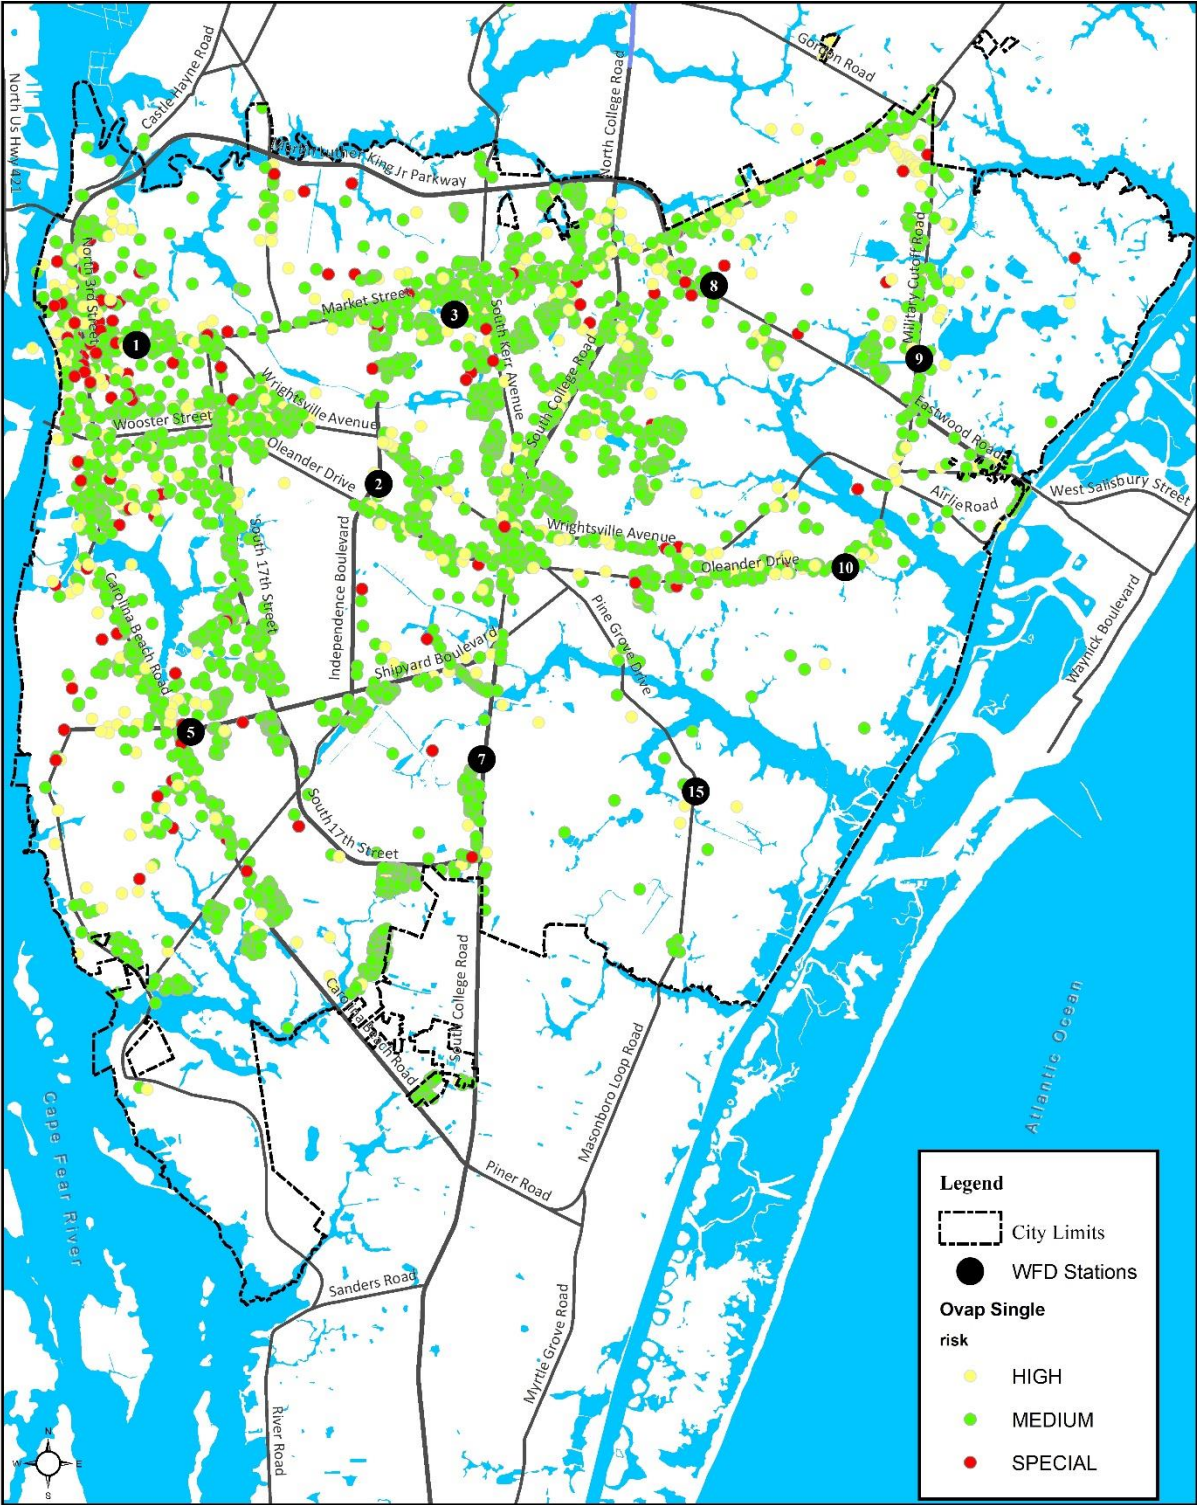 Castle Hayne Road
North Us Hwy 421
Gordon Road
North College Road
Martin Luther King Jr Parkway
North 3rd Street
Military Cutoff Road
Market Street
8
3
1
9
South Kerr Avenue
South College Road
Wrightsville Avenue
Wooster Street
Oleander Drive
Eastwood Road
2
West Salisbury Street
Airlie Road
South 17th Street
Independence Boulevard
Wrightsville Avenue
Oleander Drive
10
Carolina Beach Road
Pine Grove Drive
Waynick Boulevard
Shipyard Boulevard
5
7
15
South 17th Street
South College Road
Carolina Beach Road
Masonboro Loop Road
Atlantic Ocean
Cape Fear River
Piner Road
Sanders Road
Myrtle Grove Road
River Road
N
W
E
S
Legend
City Limits
WFD Stations
Ovap Single
risk
HIGH
MEDIUM
SPECIAL